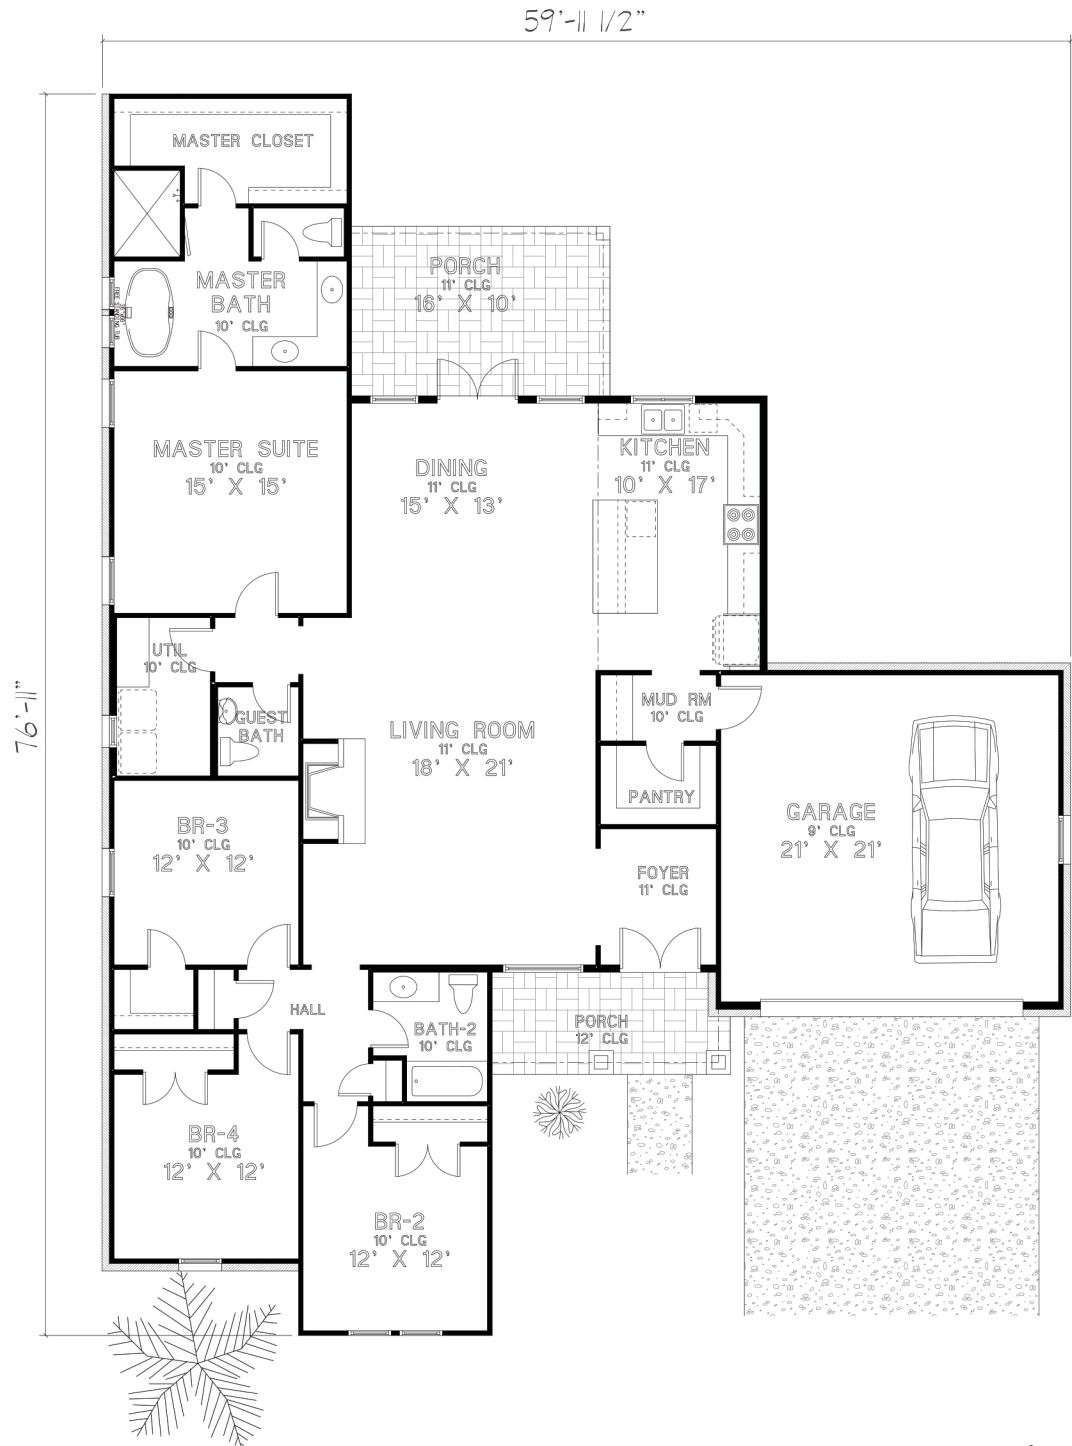 59'-11 1/2"
MASTER CLOSET
MASTER
BATH
10' CLG
FREE STANDING TUB
PORCH
11' CLG
16' X 10'
MASTER SUITE
10' CLG
15' X 15'
DINING
11' CLG
15' X 13'
KITCHEN
11' CLG
10' X 17'
UTIL
10' CLG
GUEST
BATH
76'-11"
LIVING ROOM
11' CLG
18' X 21'
MUD RM
10' CLG
PANTRY
GARAGE
9' CLG
21' X 21'
BR-3
10' CLG
12' X 12'
FOYER
11' CLG
HALL
BATH-2
10' CLG
PORCH
12' CLG
BR-4
10' CLG
12' X 12'
BR-2
10' CLG
12' X 12'